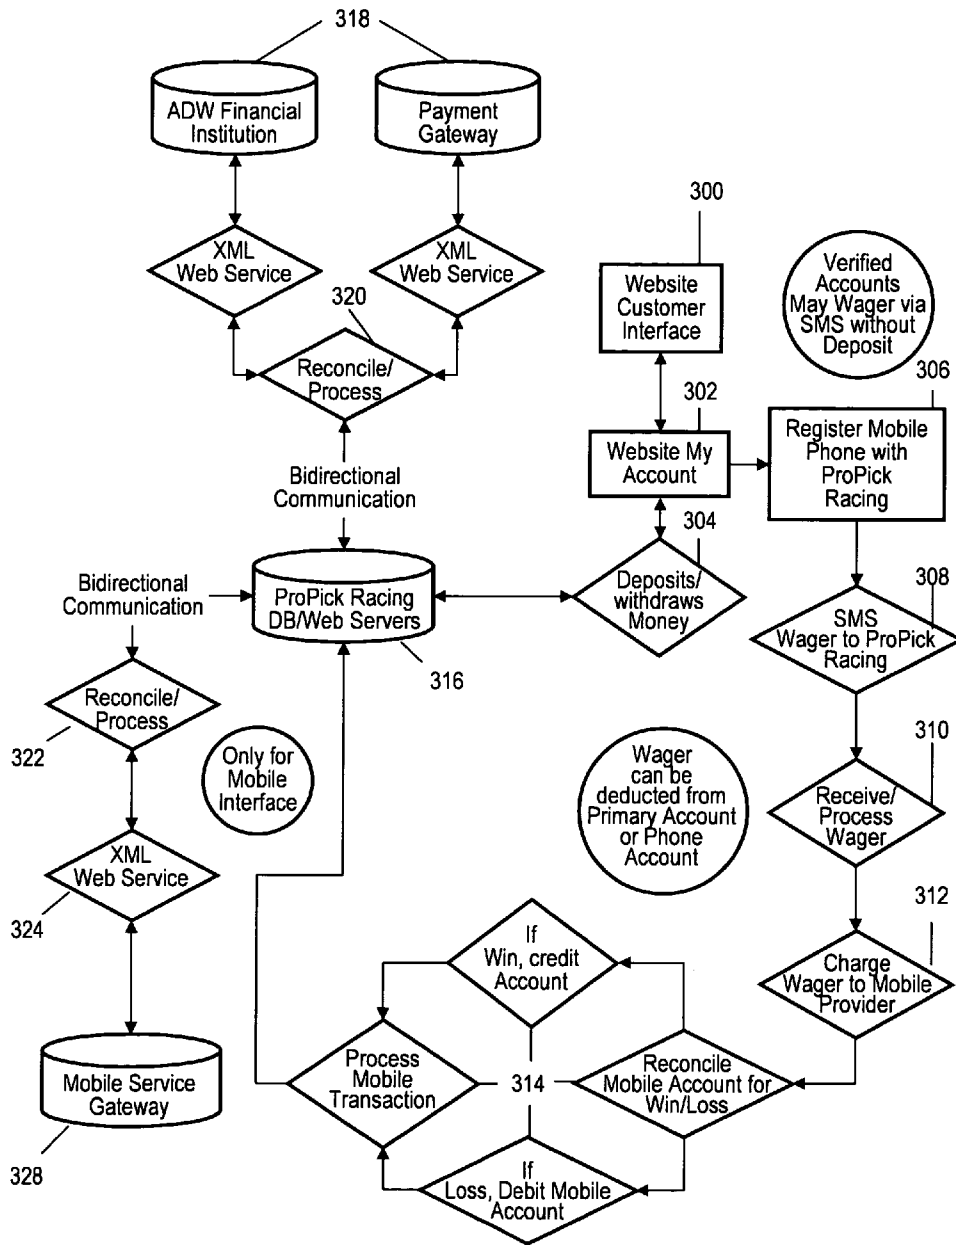 318
ADW Financial
Institution
Payment
Gateway
XML
Web Service
XML
Web Service
320
Reconcile/
Process
Bidirectional
Communication
300
Website
Customer
Interface
Verified
Accounts
May Wager via
SMS without
Deposit
302
306
Website My
Account
Register Mobile
Phone with
ProPick
Racing
304
Deposits/
withdraws
Money
308
SMS
Wager to ProPick
Racing
Bidirectional
Communication
ProPick Racing
DB/Web Servers
316
Reconcile/
Process
322
Only for
Mobile
Interface
Wager
can be
deducted from
Primary Account
or Phone
Account
310
Receive/
Process
Wager
XML
Web Service
324
312
Charge
Wager to Mobile
Provider
If
Win, credit
Account
Process
Mobile
Transaction
314
Reconcile
Mobile Account for
Win/Loss
If
Loss, Debit Mobile
Account
Mobile Service
Gateway
328